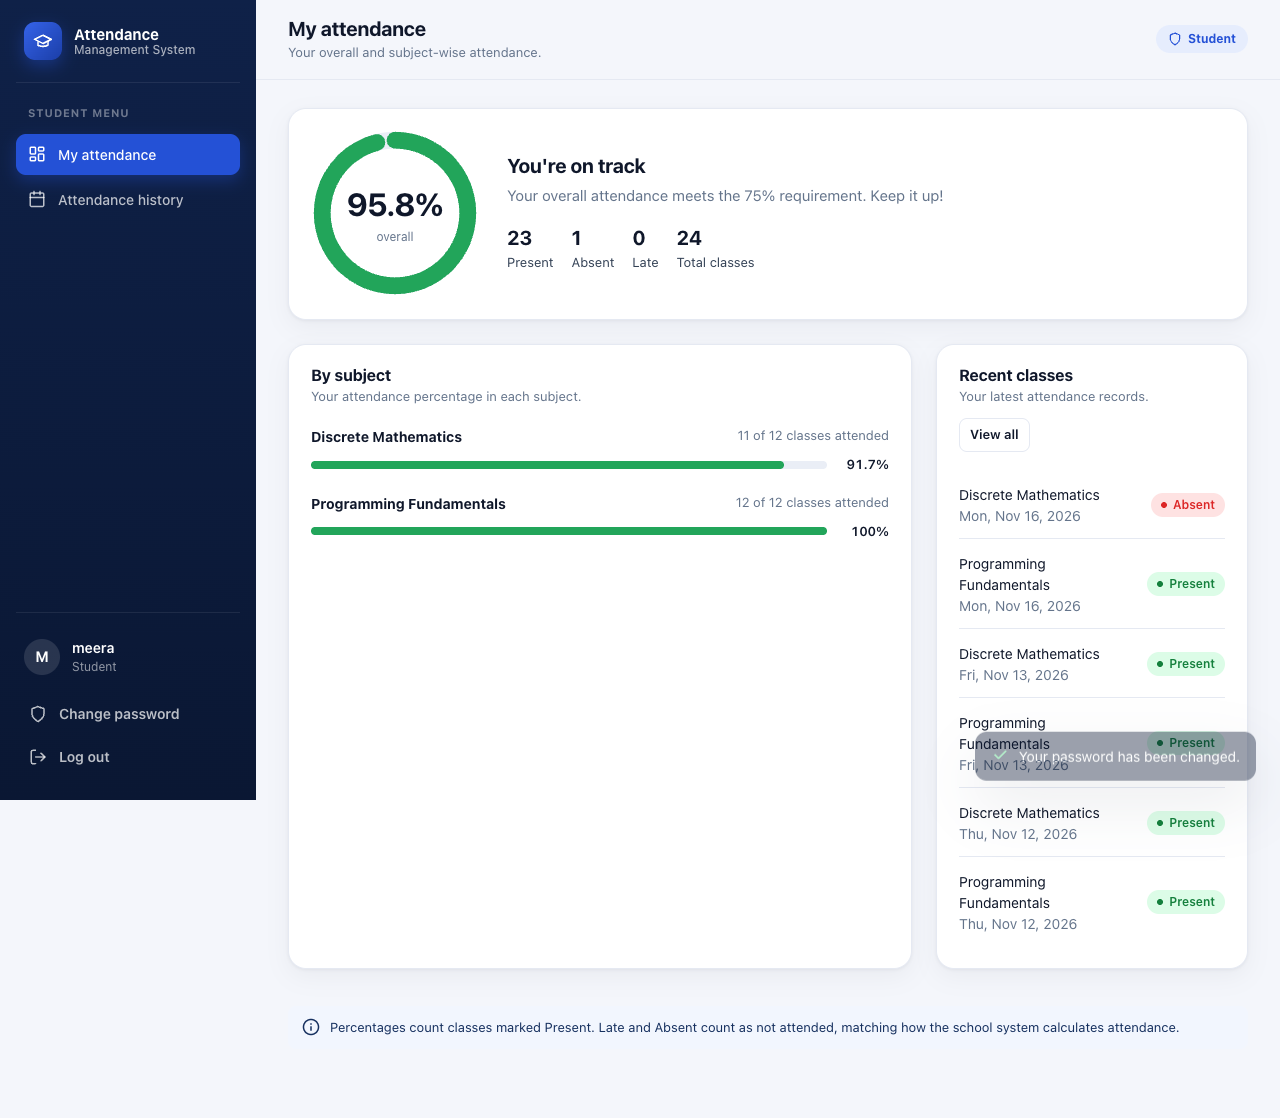 Attendance
Management System
STUDENT MENU
My attendance
Attendance history
M
meera
Student
Change password
Log out
My attendance
Your overall and subject-wise attendance.
Student
95.8%
overall
You're on track
Your overall attendance meets the 75% requirement. Keep it up!
23 1 0 24
Present Absent Late Total classes
By subject
Your attendance percentage in each subject.
Discrete Mathematics 11 of 12 classes attended
91.7%
Programming Fundamentals 12 of 12 classes attended
100%
Recent classes
Your latest attendance records.
View all
Discrete Mathematics
Mon, Nov 16, 2026
Absent
Programming
Fundamentals
Mon, Nov 16, 2026
Present
Discrete Mathematics
Fri, Nov 13, 2026
Present
Programming
Fundamentals
Fri, Nov 13, 2026
Present
Your password has been changed.
Discrete Mathematics
Thu, Nov 12, 2026
Present
Programming
Fundamentals
Thu, Nov 12, 2026
Present
Percentages count classes marked Present. Late and Absent count as not attended, matching how the school system calculates attendance.